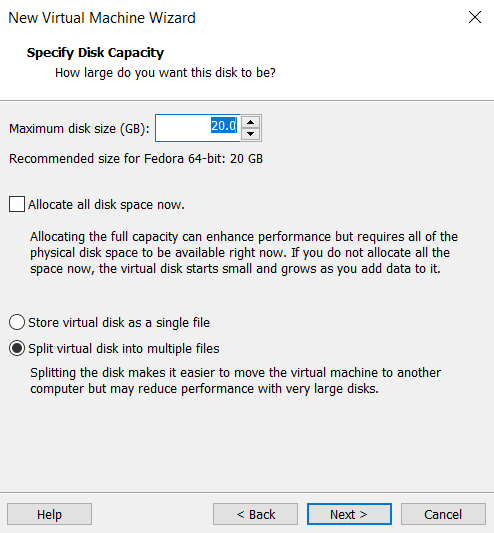 New Virtual Machine Wizard
Specify Disk Capacity
How large do you want this disk to be?
Maximum disk size (GB): 20.0
Recommended size for Fedora 64-bit: 20 GB
Allocate all disk space now.
Allocating the full capacity can enhance performance but requires all of the
physical disk space to be available right now. If you do not allocate all the
space now, the virtual disk starts small and grows as you add data to it.
Store virtual disk as a single file
Split virtual disk into multiple files
Splitting the disk makes it easier to move the virtual machine to another
computer but may reduce performance with very large disks.
Help < Back Next > Cancel